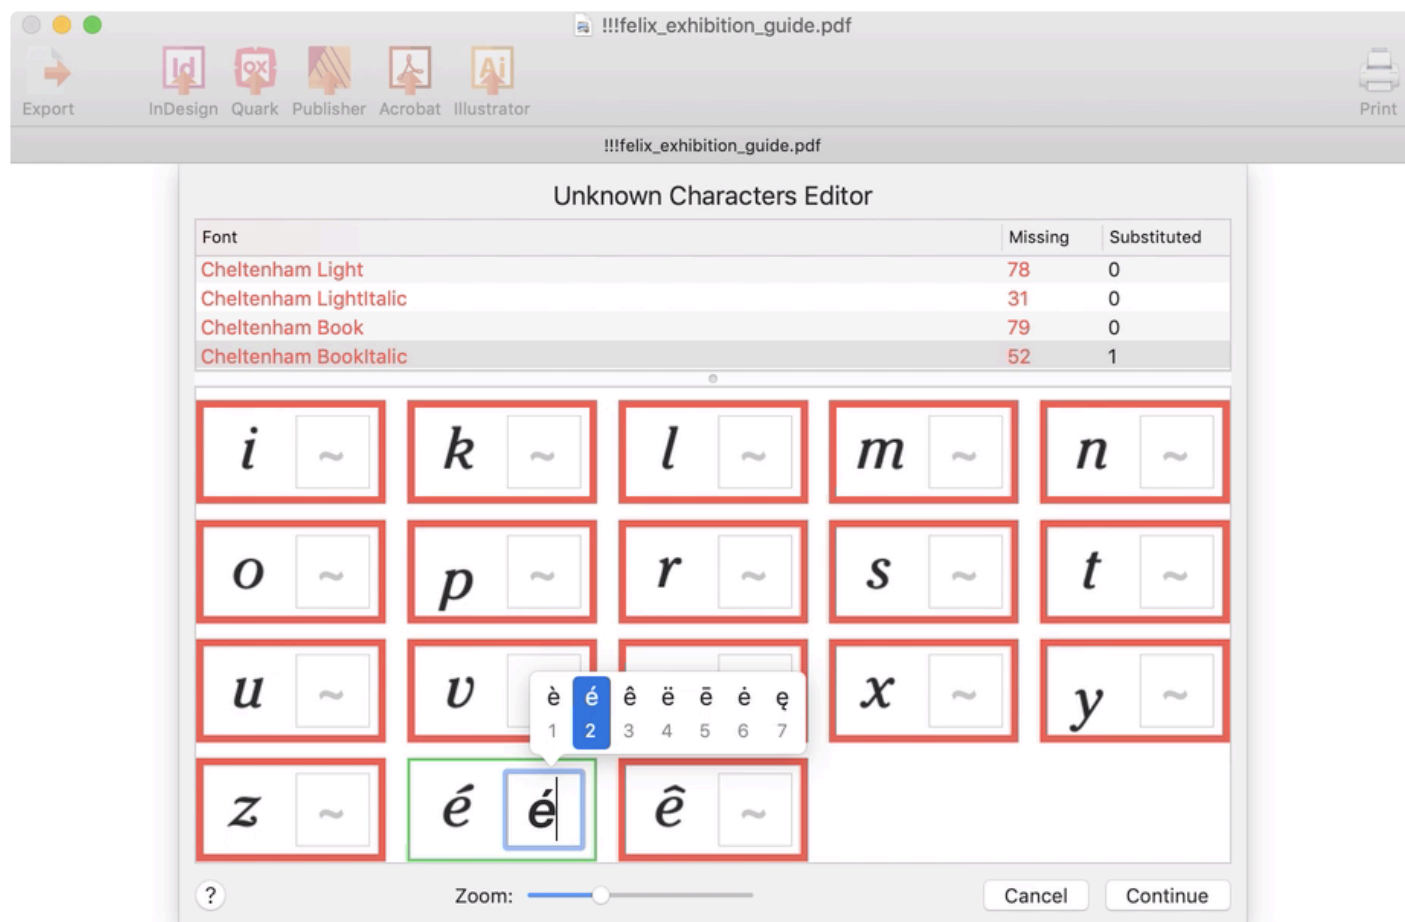 !!!felix_exhibition_guide.pdf
Export InDesign Quark Publisher Acrobat Illustrator Print
!!!felix_exhibition_guide.pdf
Unknown Characters Editor
Font Missing Substituted
Cheltenham Light 78 0
Cheltenham LightItalic 31 0
Cheltenham Book 79 0
Cheltenham BookItalic 52 1
i ~ k ~ l ~ m ~ n ~
o ~ p ~ r ~ s ~ t ~
u ~ v x ~ y ~
è é ê ë ē ė ę
1 2 3 4 5 6 7
z ~ é é ê ~
? Zoom: Cancel Continue